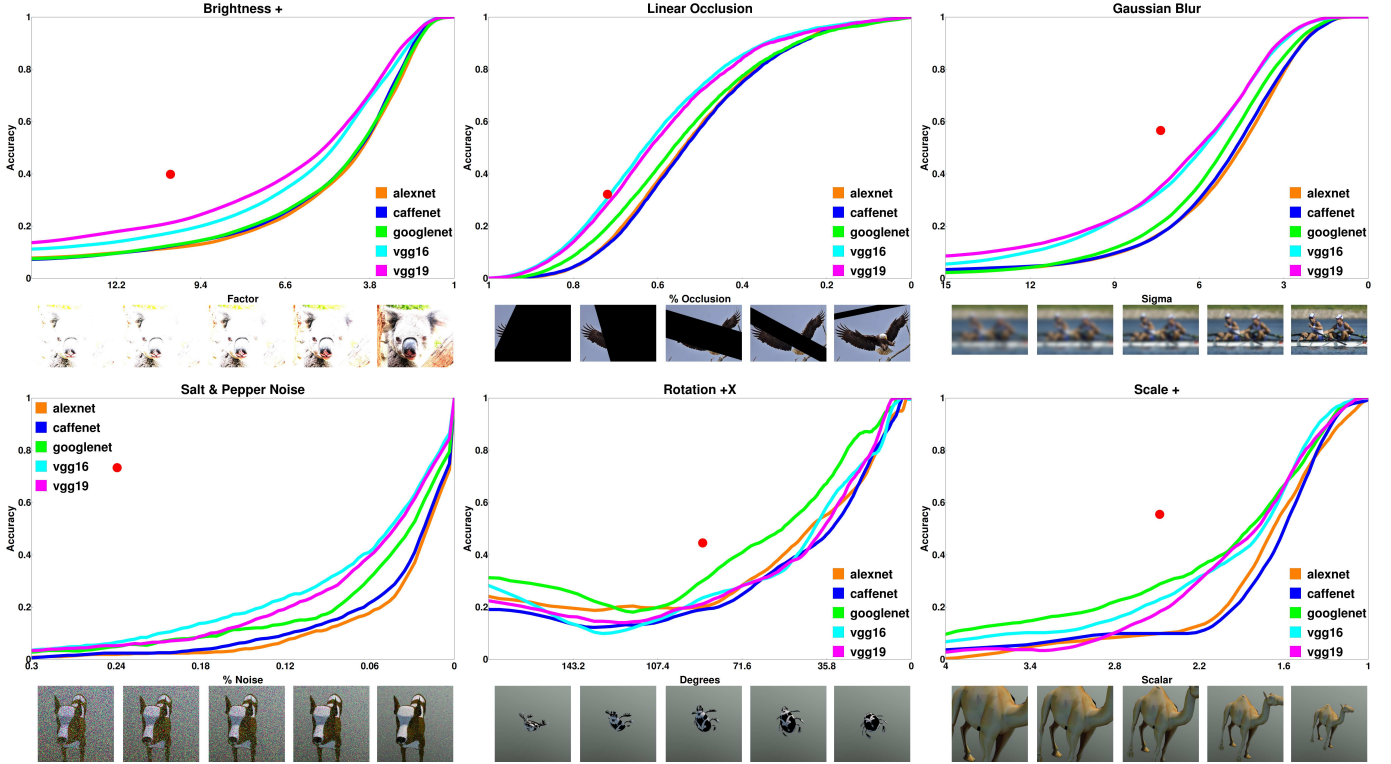 Brightness +
1
0.8
0.6
0.4
0.2
0
Accuracy
12.2
9.4
6.6
3.8
1
Factor
alexnet
caffenet
googlenet
vgg16
vgg19
Linear Occlusion
1
0.8
0.6
0.4
0.2
0
Accuracy
1
0.8
0.6
0.4
0.2
0
% Occlusion
alexnet
caffenet
googlenet
vgg16
vgg19
Gaussian Blur
1
0.8
0.6
0.4
0.2
0
Accuracy
15
12
9
6
3
0
Sigma
alexnet
caffenet
googlenet
vgg16
vgg19
Salt & Pepper Noise
1
0.8
0.6
0.4
0.2
0
Accuracy
alexnet
caffenet
googlenet
vgg16
vgg19
0.3
0.24
0.18
0.12
0.06
0
% Noise
Rotation +X
1
0.8
0.6
0.4
0.2
0
Accuracy
143.2
107.4
71.6
35.8
0
Degrees
alexnet
caffenet
googlenet
vgg16
vgg19
Scale +
1
0.8
0.6
0.4
0.2
0
Accuracy
4
3.4
2.8
2.2
1.6
1
Scalar
alexnet
caffenet
googlenet
vgg16
vgg19